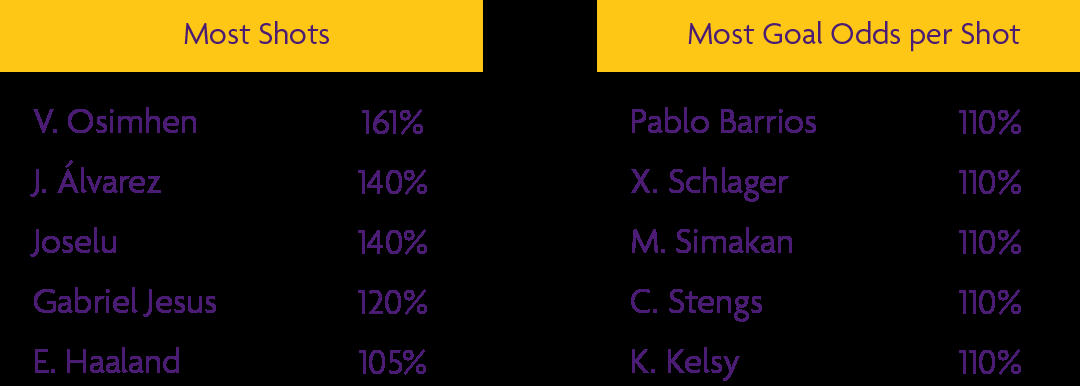 Most Shots
V. Osimhen 161%
J. Álvarez 140%
Joselu 140%
Gabriel Jesus 120%
E. Haaland 105%
Most Goal Odds per Shot
Pablo Barrios 110%
X. Schlager 110%
M. Simakan 110%
C. Stengs 110%
K. Kelsy 110%